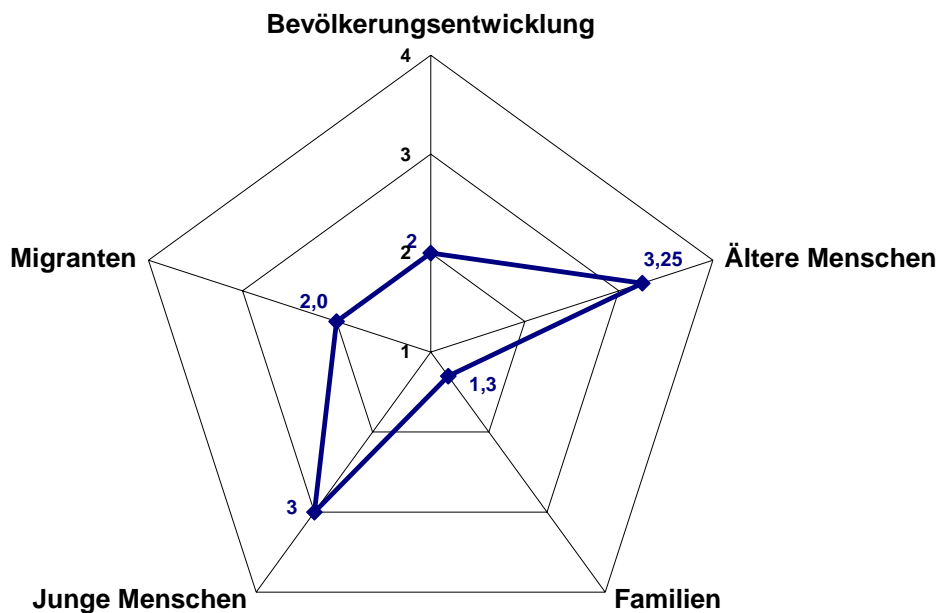 Bevölkerungsentwicklung
4
3
2
2
1
Ältere Menschen
3,25
Migranten
2,0
1,3
3
Junge Menschen
Familien